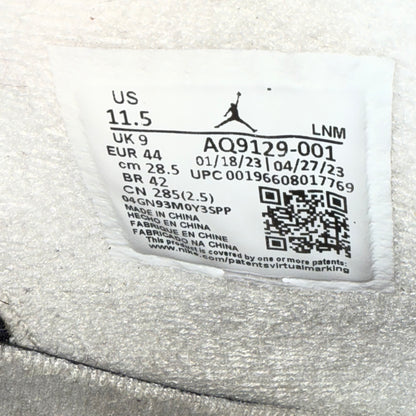 US
11.5
LNM
UK 9
AQ9129-001
EUR 44
01/18/23 | 04/27/23
cm 28.5
UPC 00196608017769
BR 42
CN 285(2.5)
04GN93M0Y3SPP
MADE IN CHINA
HECHO EN CHINA
FABRIQUE EN CHINE
FABRICADO NA CHINA
This product is covered by one or more patents:
www.nike.com/patentsvirtualmarking